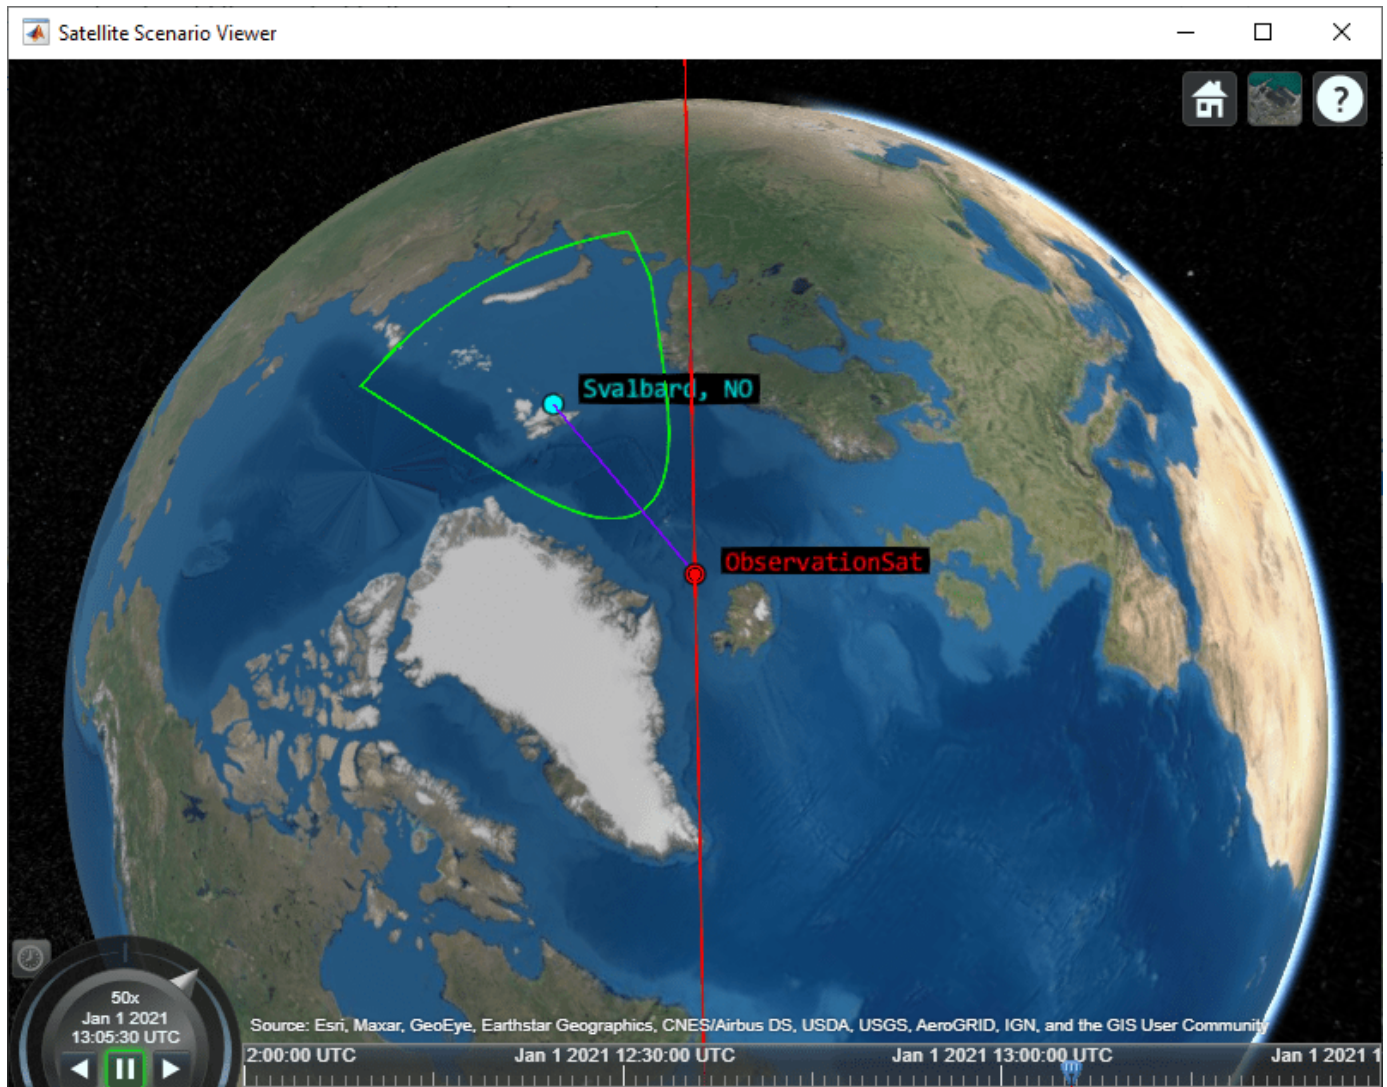 Satellite Scenario Viewer
?
Svalbard, NO
ObservationSat
50x
Jan 1 2021
13:05:30 UTC
Source: Esri, Maxar, GeoEye, Earthstar Geographics, CNES/Airbus DS, USDA, USGS, AeroGRID, IGN, and the GIS User Community
2:00:00 UTC Jan 1 2021 12:30:00 UTC Jan 1 2021 13:00:00 UTC Jan 1 2021 1